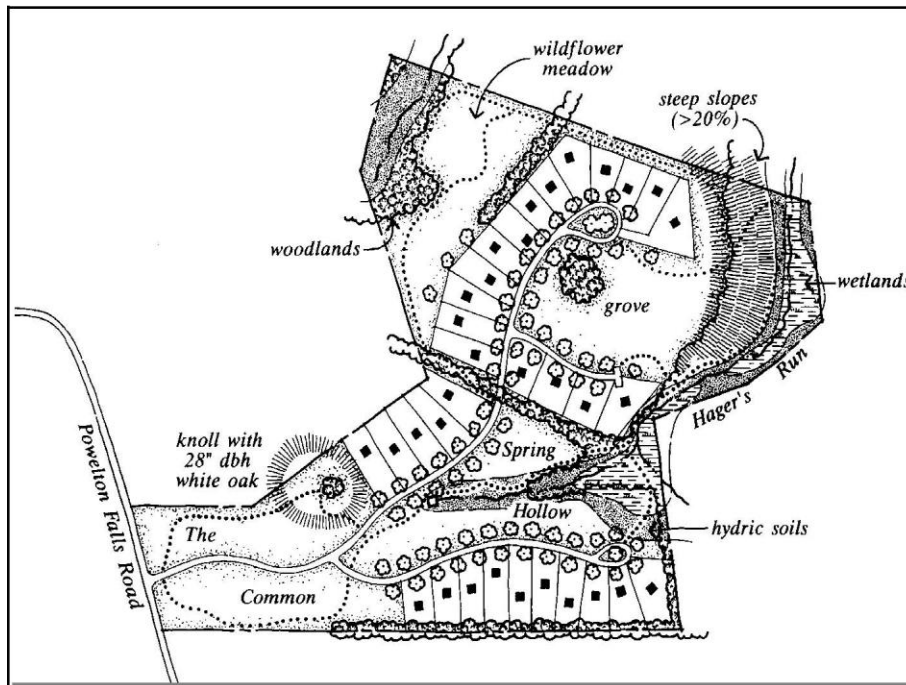 wildflower
meadow
steep slopes
(>20%)
woodlands
grove
wetlands
Hager's
Run
Powelton Falls Road
knoll with
28" dbh
white oak
Spring
Hollow
The
hydric soils
Common